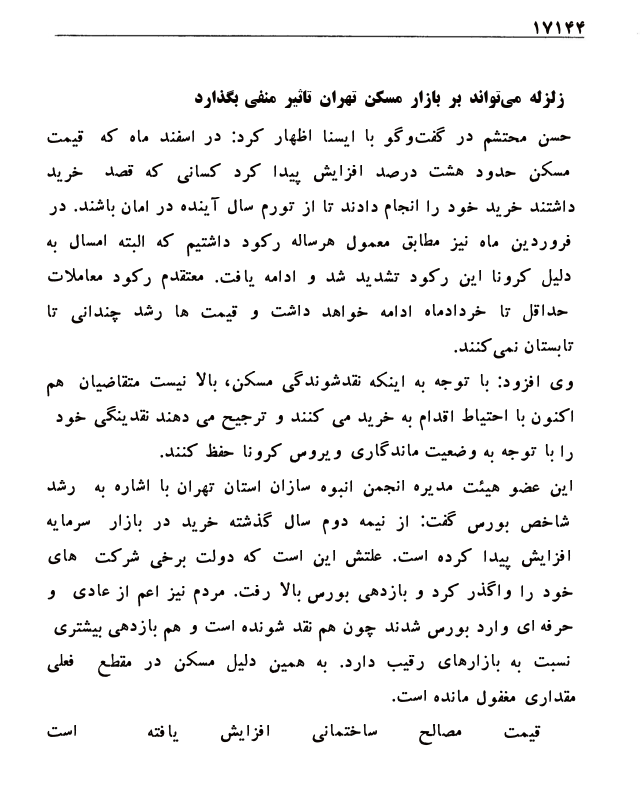 ۱۷۱۴۴
زلزله می‌تواند بر بازار مسکن تهران تاثیر منفی بگذارد
حسن محتشم در گفت‌وگو با ایسنا اظهار کرد: در اسفند ماه که قیمت
مسکن حدود هشت درصد افزایش پیدا کرد کسانی که قصد خرید
داشتند خرید خود را انجام دادند تا از تورم سال آینده در امان باشند. در
فروردین ماه نیز مطابق معمول هرساله رکود داشتیم که البته امسال به
دلیل کرونا این رکود تشدید شد و ادامه یافت. معتقدم رکود معاملات
حداقل تا خردادماه ادامه خواهد داشت و قیمت ها رشد چندانی تا
تابستان نمی‌کنند.
وی افزود: با توجه به اینکه نقدشوندگی مسکن، بالا نیست متقاضیان هم
اکنون با احتیاط اقدام به خرید می کنند و ترجیح می دهند نقدینگی خود
را با توجه به وضعیت ماندگاری ویروس کرونا حفظ کنند.
این عضو هیئت مدیره انجمن انبوه سازان استان تهران با اشاره به رشد
شاخص بورس گفت: از نیمه دوم سال گذشته خرید در بازار سرمایه
افزایش پیدا کرده است. علتش این است که دولت برخی شرکت های
خود را واگذر کرد و بازدهی بورس بالا رفت. مردم نیز اعم از عادی و
حرفه ای وارد بورس شدند چون هم نقد شونده است و هم بازدهی بیشتری
نسبت به بازارهای رقیب دارد. به همین دلیل مسکن در مقطع فعلی
مقداری مغفول مانده است.
قیمت مصالح ساختمانی افزایش یافته است